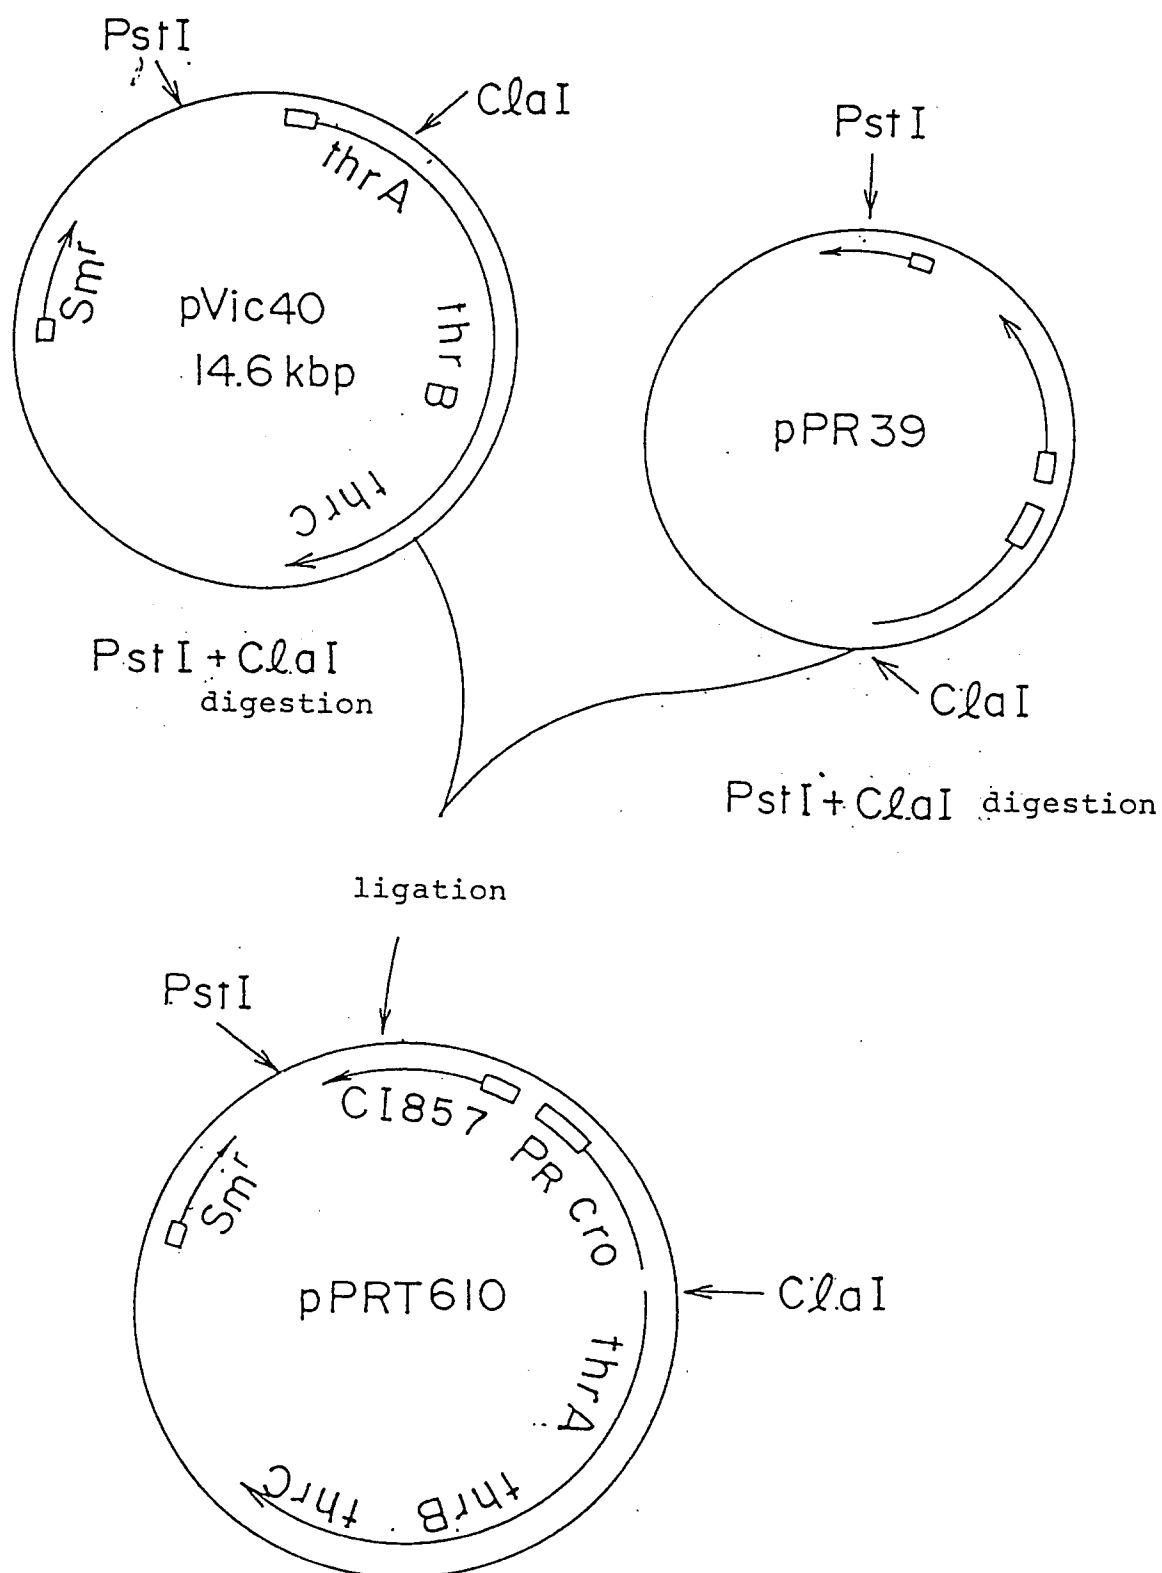 PstI
ClaI
thrA
Smr
pVic40
14.6 kbp
thrB
thrC
PstI + ClaI
digestion
PstI
pPR39
ClaI
PstI + ClaI digestion
ligation
PstI
CI857
PR cro
Smr
pPRT610
ClaI
thrA
thrB
thrC